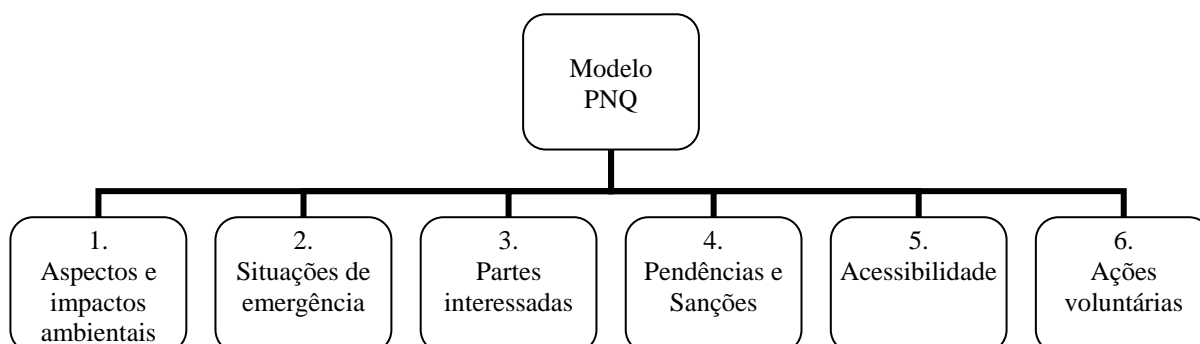 Modelo
PNQ
1.
Aspectos e
impactos
ambientais
2.
Situações de
emergência
3.
Partes
interessadas
4.
Pendências e
Sanções
5.
Acessibilidade
6.
Ações
voluntárias